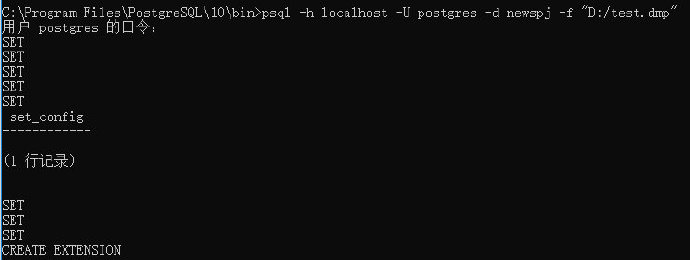 C:\Program Files\PostgreSQL\10\bin>psql -h localhost -U postgres -d newspj -f "D:/test.dmp"
用户 postgres 的口令：
SET
SET
SET
SET
SET
set_config
------------
(1 行记录)
SET
SET
SET
CREATE EXTENSION